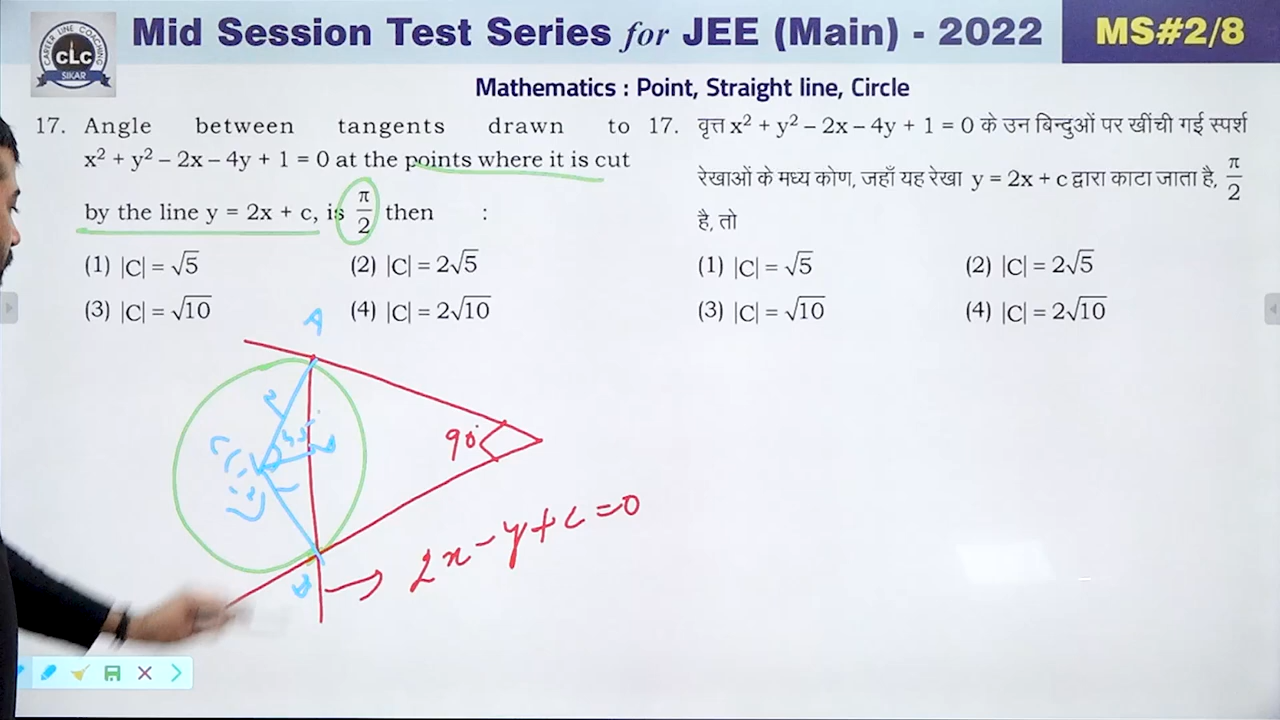 CAREER LINE COACHING
CLC
SIKAR
Mid Session Test Series for JEE (Main) - 2022
MS#2/8
Mathematics : Point, Straight line, Circle
17. Angle between tangents drawn to
x² + y² – 2x – 4y + 1 = 0 at the points where it is cut
by the line y = 2x + c, is π/2 then :
(1) |C| = √5 (2) |C| = 2√5
(3) |C| = √10 (4) |C| = 2√10
17. वृत्त x² + y² – 2x – 4y + 1 = 0 के उन बिन्दुओं पर खींची गई स्पर्श
रेखाओं के मध्य कोण, जहाँ यह रेखा y = 2x + c द्वारा काटा जाता है, π/2
है, तो
(1) |C| = √5 (2) |C| = 2√5
(3) |C| = √10 (4) |C| = 2√10
A
90°
2x-y+c=0